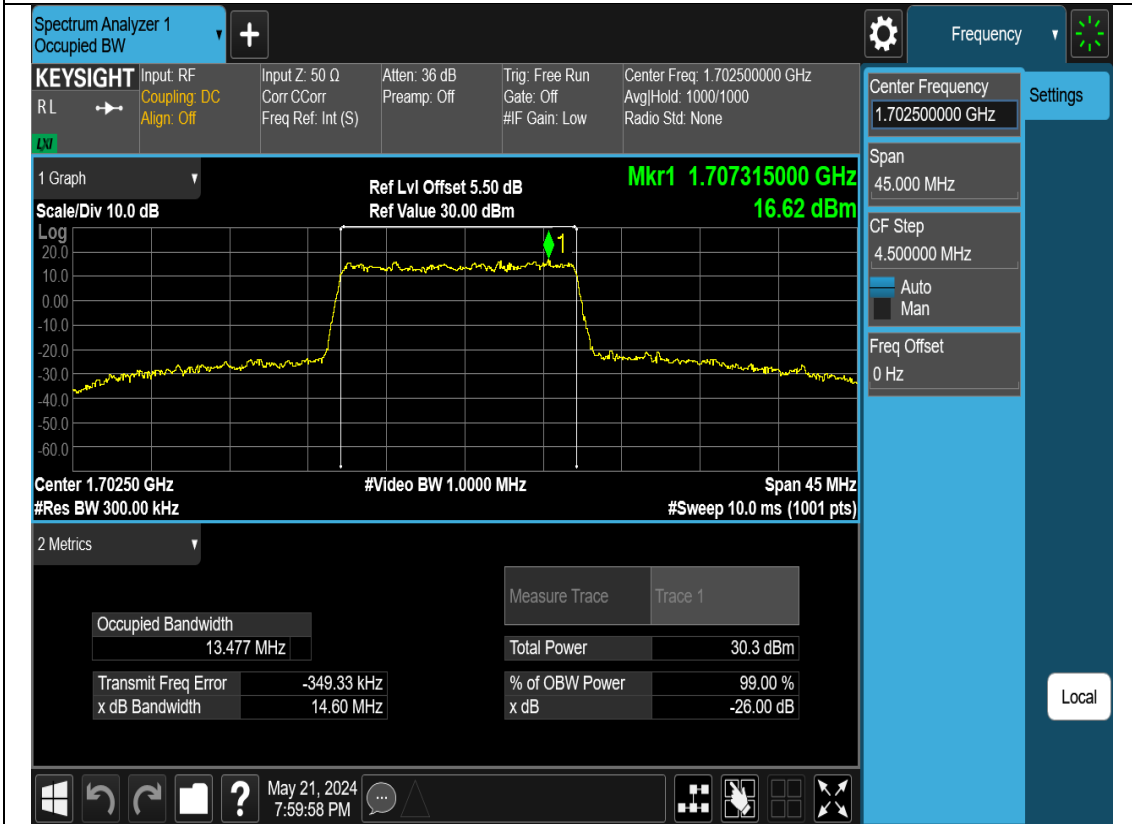 Spectrum Analyzer 1
Occupied BW
Frequency
KEYSIGHT
RL
LXI
Input: RF
Coupling: DC
Align: Off
Input Z: 50 Ω
Corr CCorr
Freq Ref: Int (S)
Atten: 36 dB
Preamp: Off
Trig: Free Run
Gate: Off
#IF Gain: Low
Center Freq: 1.702500000 GHz
Avg|Hold: 1000/1000
Radio Std: None
Center Frequency
1.702500000 GHz
Settings
Span
45.000 MHz
CF Step
4.500000 MHz
Auto
Man
Freq Offset
0 Hz
Local
1 Graph
Scale/Div 10.0 dB
Ref Lvl Offset 5.50 dB
Ref Value 30.00 dBm
Mkr1 1.707315000 GHz
16.62 dBm
Log
1
20.0
10.0
0.00
-10.0
-20.0
-30.0
-40.0
-50.0
-60.0
Center 1.70250 GHz
#Video BW 1.0000 MHz
Span 45 MHz
#Res BW 300.00 kHz
#Sweep 10.0 ms (1001 pts)
2 Metrics
Measure Trace Trace 1
Occupied Bandwidth
13.477 MHz
Total Power 30.3 dBm
Transmit Freq Error -349.33 kHz
% of OBW Power 99.00 %
x dB Bandwidth 14.60 MHz
x dB -26.00 dB
?
May 21, 2024
7:59:58 PM